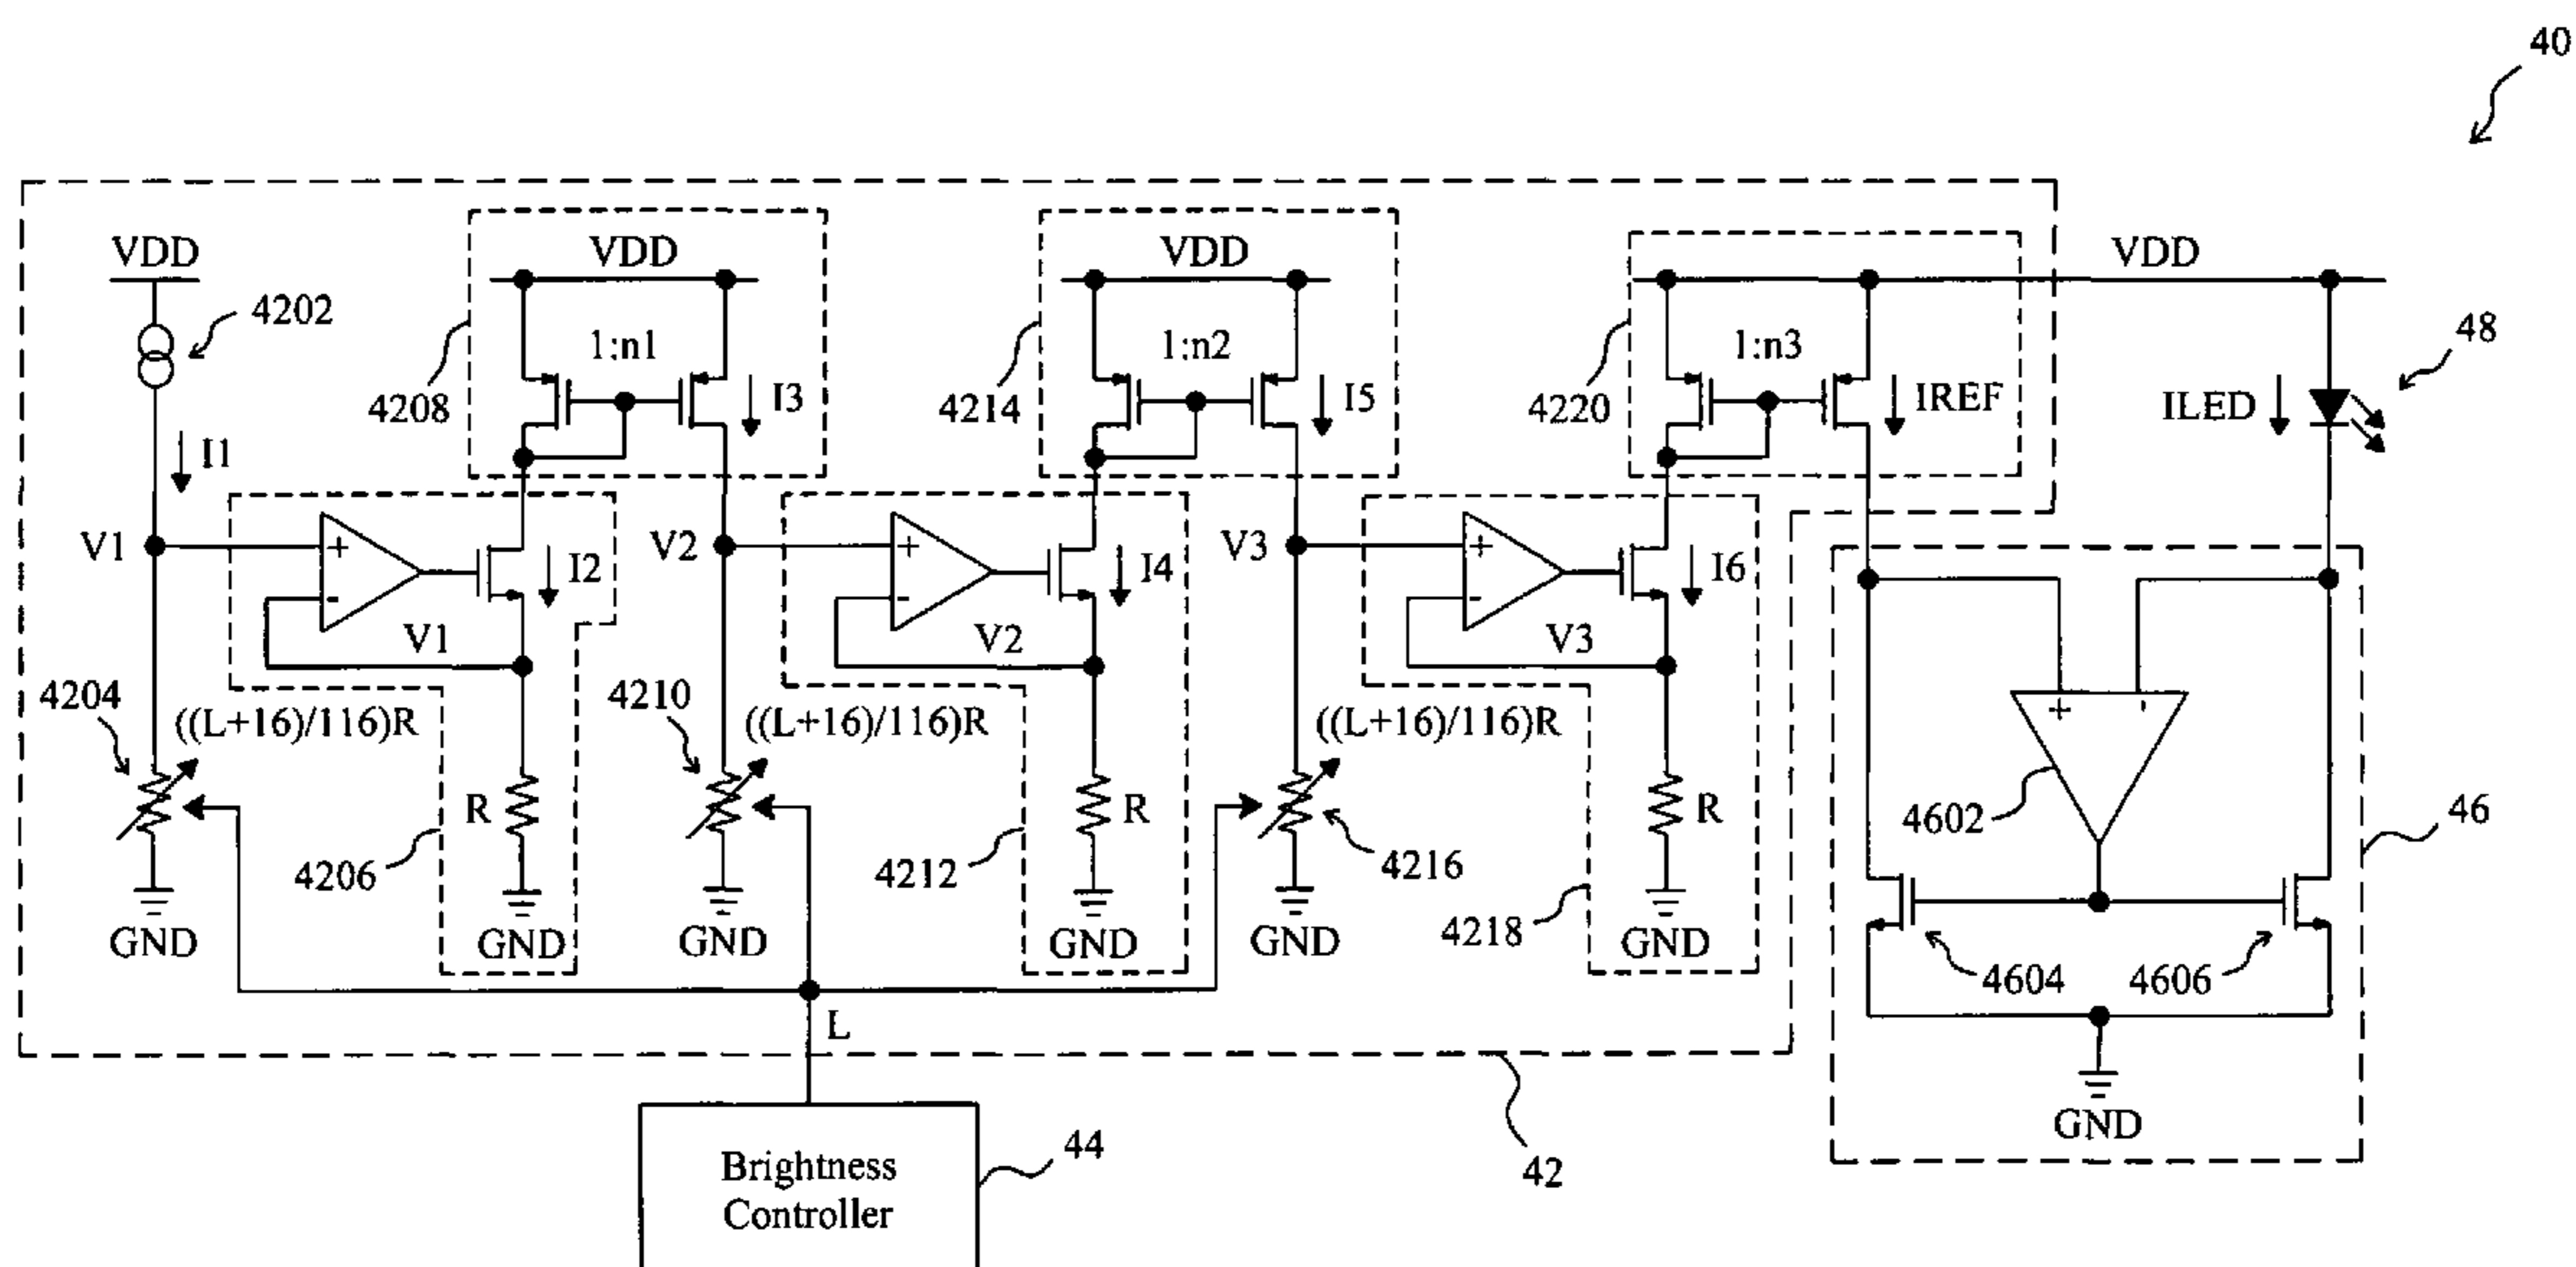 40
VDD
VDD
VDD
VDD
4202
1:n1
1:n2
1:n3
48
4208
I3
4214
I5
4220
IREF
ILED
I1
V1
I2
V2
I4
V3
I6
V1
V2
V3
4204
((L+16)/116)R
4210
((L+16)/116)R
((L+16)/116)R
R
R
R
4602
46
4206
4212
4216
4218
GND
GND
GND
GND
GND
GND
4604
4606
L
GND
Brightness
Controller
44
42